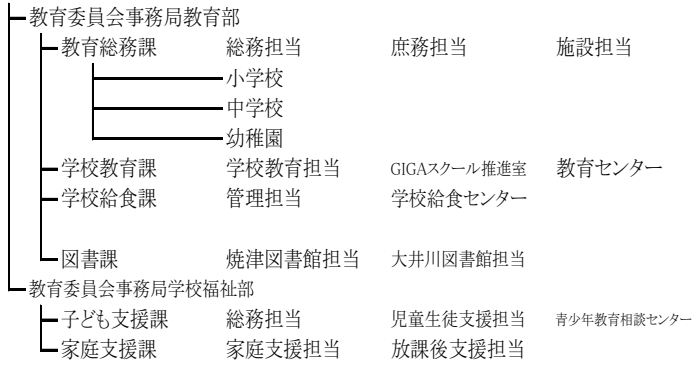 教育委員会事務局教育部
教育総務課 総務担当 庶務担当 施設担当
小学校
中学校
幼稚園
学校教育課 学校教育担当 GIGAスクール推進室 教育センター
学校給食課 管理担当 学校給食センター
図書課 焼津図書館担当 大井川図書館担当
教育委員会事務局学校福祉部
子ども支援課 総務担当 児童生徒支援担当 青少年教育相談センター
家庭支援課 家庭支援担当 放課後支援担当